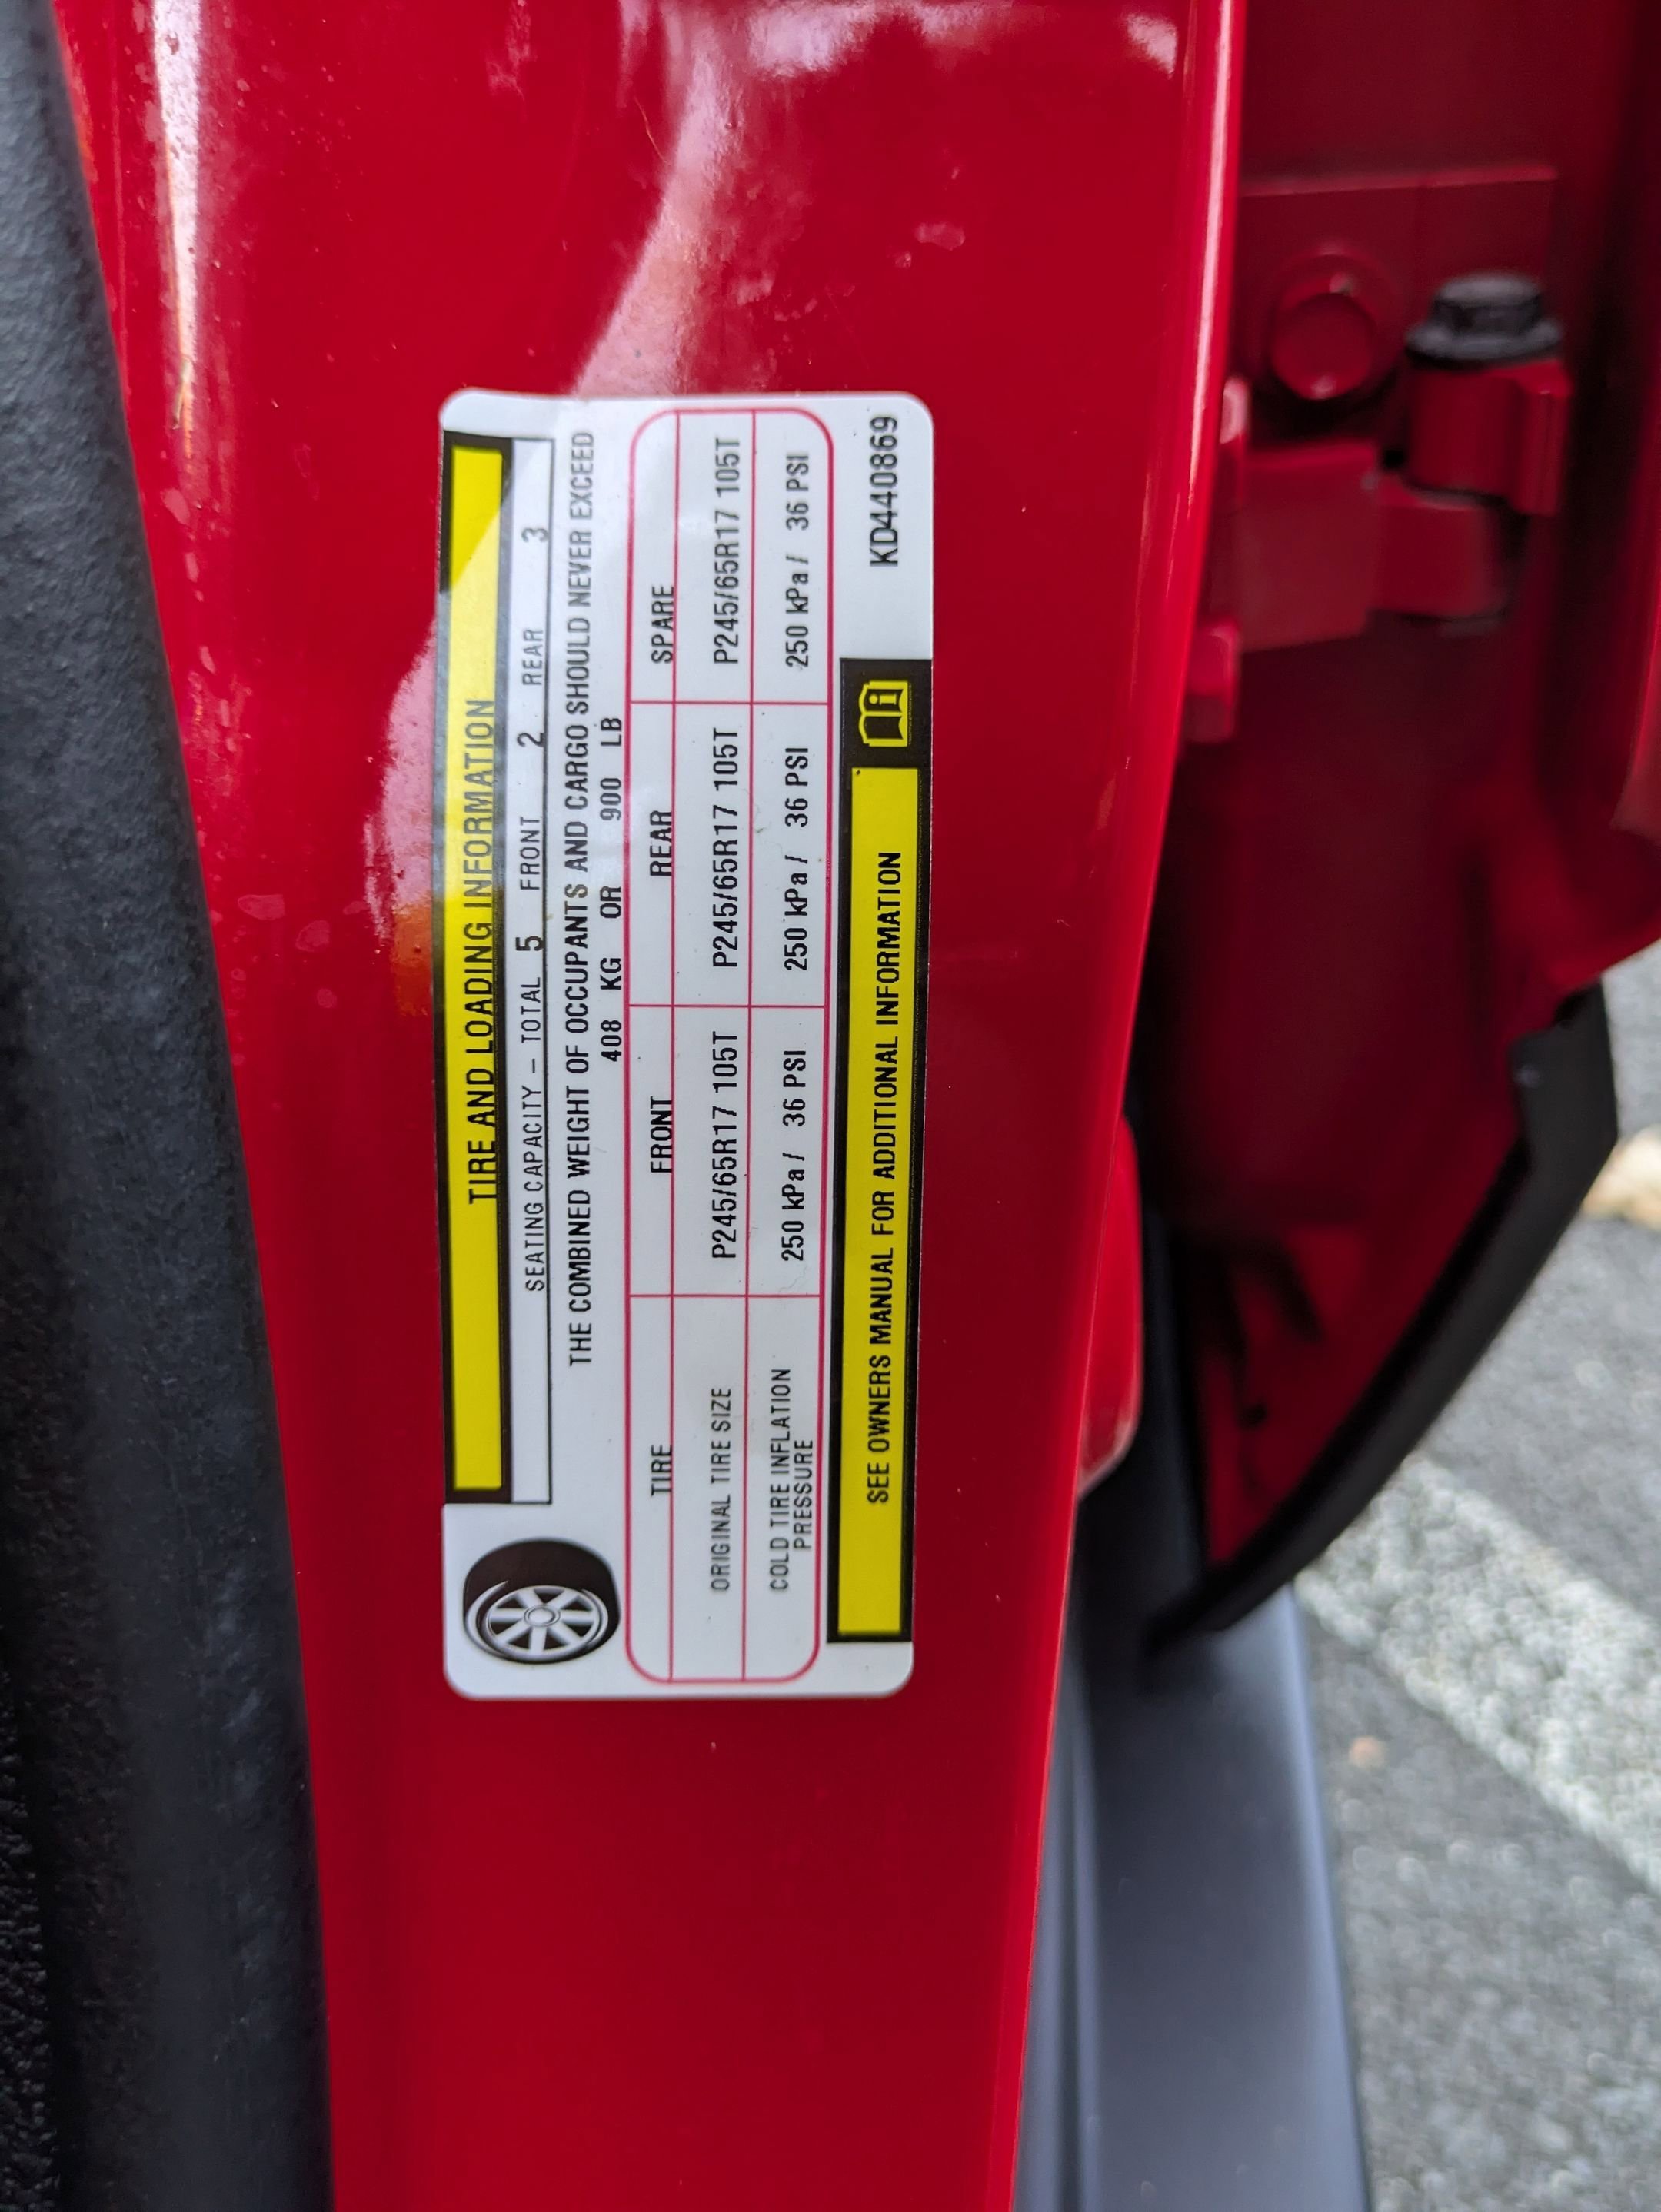 TIRE AND LOADING INFORMATION
SEATING CAPACITY – TOTAL 5 FRONT 2 REAR 3
THE COMBINED WEIGHT OF OCCUPANTS AND CARGO SHOULD NEVER EXCEED
408 KG OR 900 LB
TIRE FRONT REAR SPARE
ORIGINAL TIRE SIZE P245/65R17 105T P245/65R17 105T P245/65R17 105T
COLD TIRE INFLATION
PRESSURE 250 kPa / 36 PSI 250 kPa / 36 PSI 250 kPa / 36 PSI
SEE OWNERS MANUAL FOR ADDITIONAL INFORMATION
KD440869